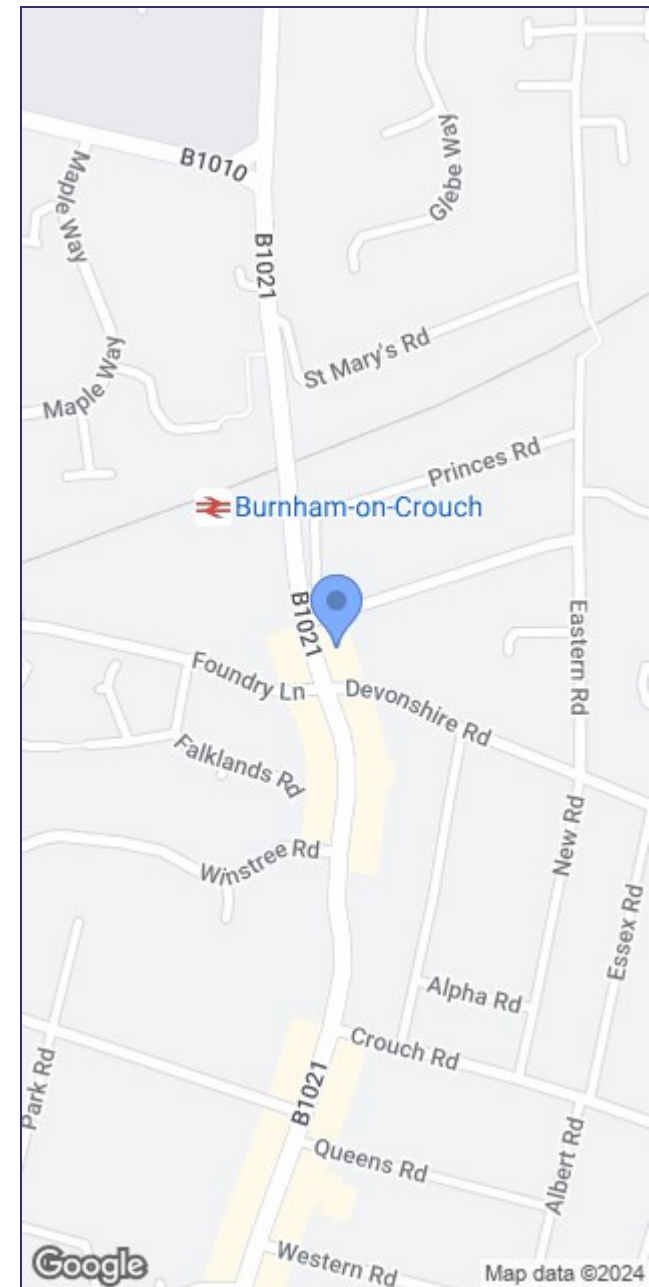 B1010
Maple Way
Glebe Way
B1021
St Mary's Rd
Maple Way
Princes Rd
Burnham-on-Crouch
B1021
Eastern Rd
Foundry Ln
Devonshire Rd
Falklands Rd
New Rd
Winstree Rd
Essex Rd
Alpha Rd
Crouch Rd
Park Rd
B1021
Albert Rd
Queens Rd
Western Rd
Google
Map data ©2024